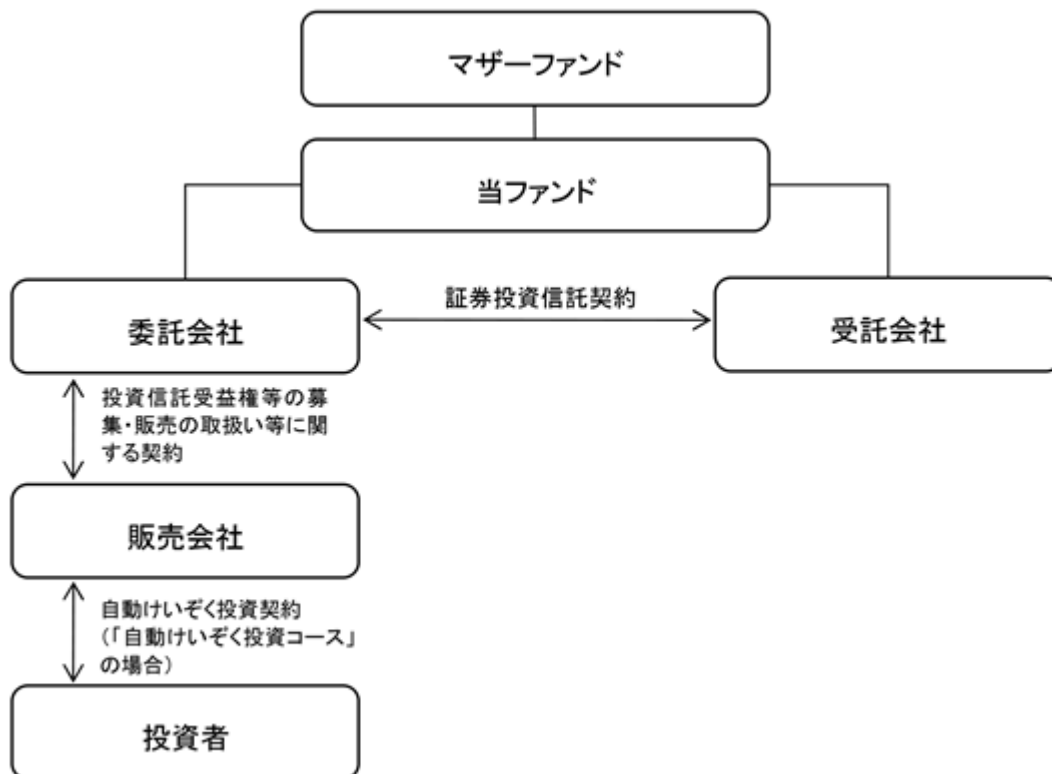 マザーファンド
当ファンド
委託会社
証券投資信託契約
受託会社
投資信託受益権等の募
集・販売の取扱い等に関
する契約
販売会社
自動けいぞく投資契約
(「自動けいぞく投資コース」
の場合)
投資者